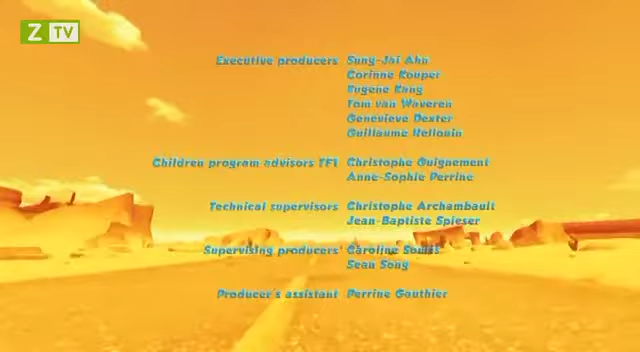 Z TV
Executive producers Sung-Jai Ahn
Corinne Kouper
Eugene Kang
Tom van Waveren
Genevieve Dexter
Guillaume Hellouin
Children program advisors TF1 Christophe Guignement
Anne-Sophie Perrine
Technical supervisors Christophe Archambault
Jean-Baptiste Spieser
Supervising producers Caroline Souris
Sean Song
Producer's assistant Perrine Gauthier